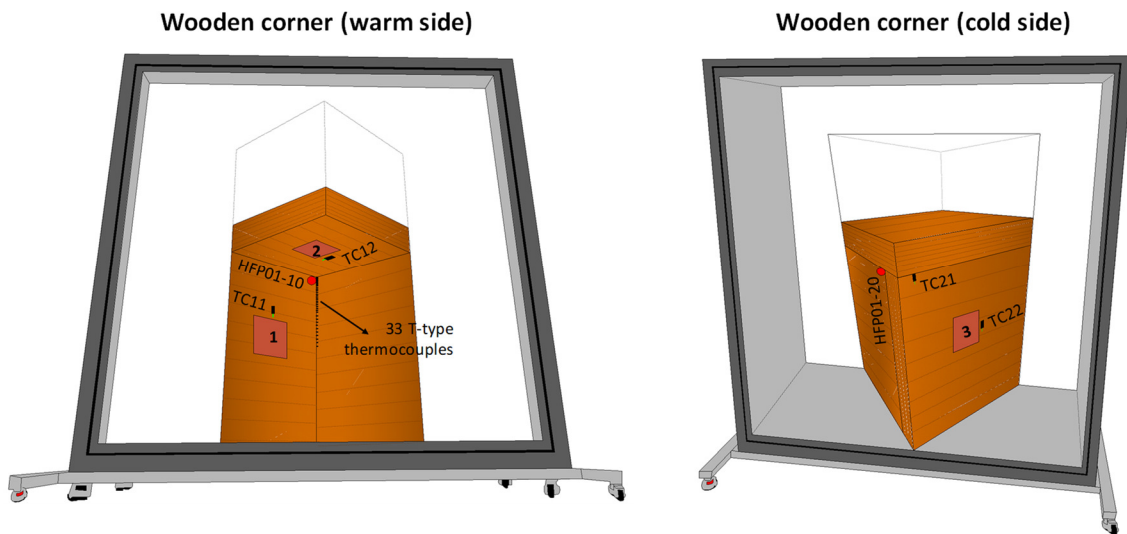 Wooden corner (warm side)
Wooden corner (cold side)
2
TC12
HFP01-10
TC11
1
33 T-type
thermocouples
HFP01-20
TC21
3
TC22